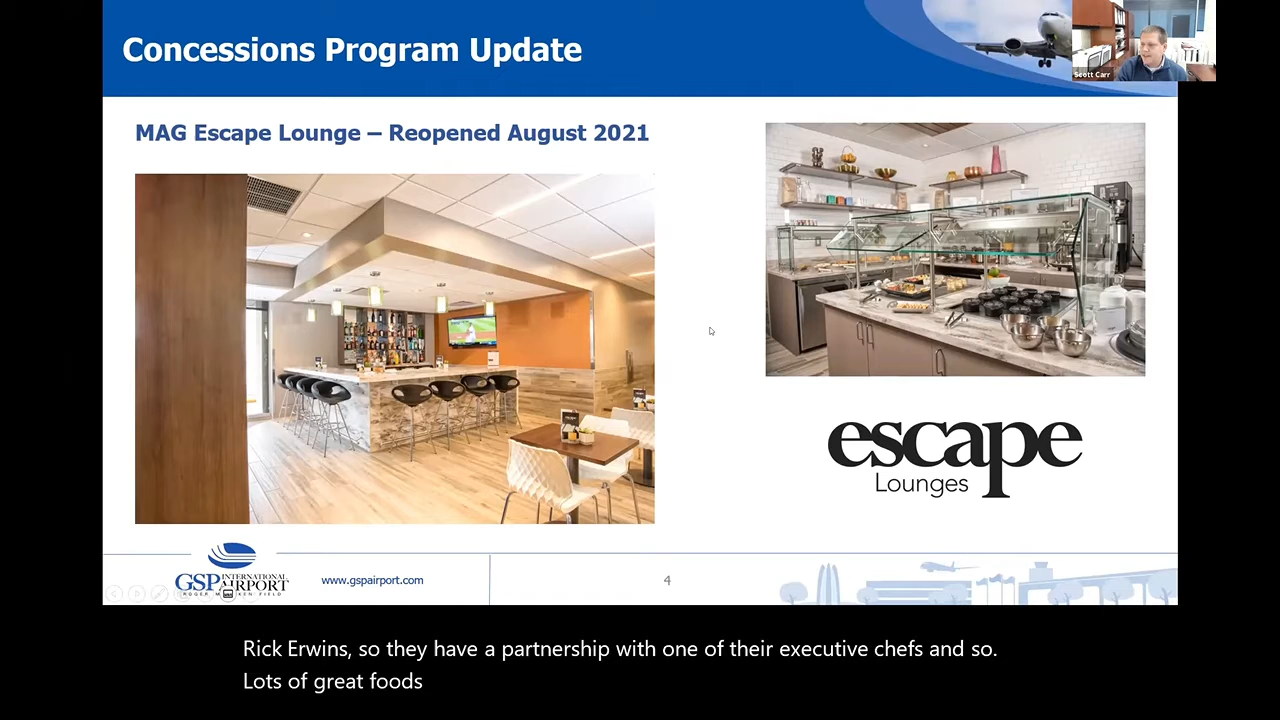 Concessions Program Update
Scott Carr
MAG Escape Lounge – Reopened August 2021
escape
Lounges
GSP INTERNATIONAL
AIRPORT
www.gspairport.com
4
Rick Erwins, so they have a partnership with one of their executive chefs and so.
Lots of great foods